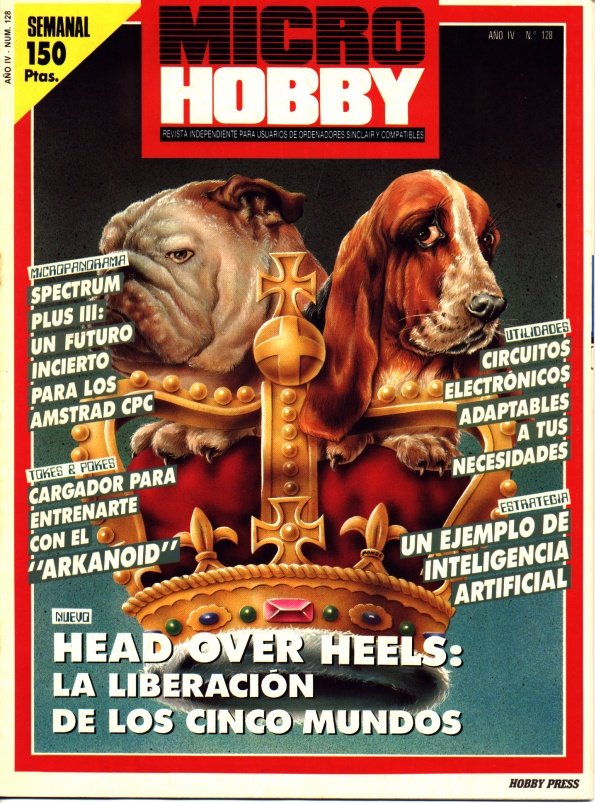 AÑO IV - NUM. 128
SEMANAL
150
Ptas.
MICRO
HOBBY
REVISTA INDEPENDIENTE PARA USUARIOS DE ORDENADORES SINCLAIR Y COMPATIBLES
AÑO IV N.º 128
MICROPANORAMA
SPECTRUM
PLUS III:
UN FUTURO
INCIERTO
PARA LOS
AMSTRAD CPC
UTILIDADES
CIRCUITOS
ELECTRÓNICOS
ADAPTABLES
A TUS
NECESIDADES
TOKES & POKES
CARGADOR PARA
ENTRENARTE
CON EL
"ARKANOID"
ESTRATEGIA
UN EJEMPLO DE
INTELIGENCIA
ARTIFICIAL
PONCE
NUEVO
HEAD OVER HEELS:
LA LIBERACIÓN
DE LOS CINCO MUNDOS
HOBBY PRESS